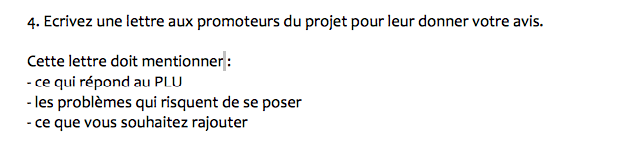 4. Ecrivez une lettre aux promoteurs du projet pour leur donner votre avis.
Cette lettre doit mentionner :
- ce qui répond au PLU
- les problèmes qui risquent de se poser
- ce que vous souhaitez rajouter